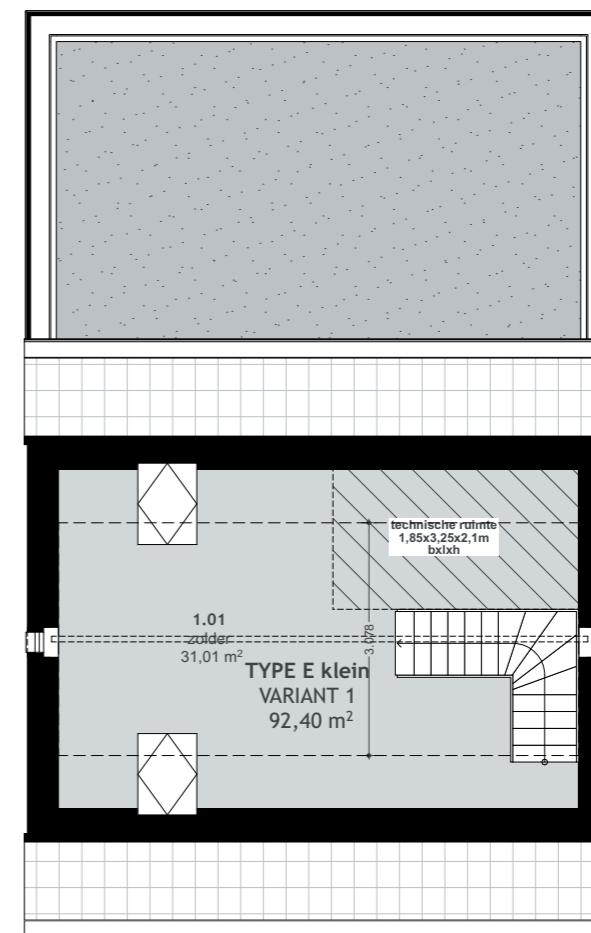 technische ruimte
1,85x3,25x2,1m
bxlxh
1.01
zolder
31,01 m²
3.078
TYPE E klein
VARIANT 1
92,40 m²